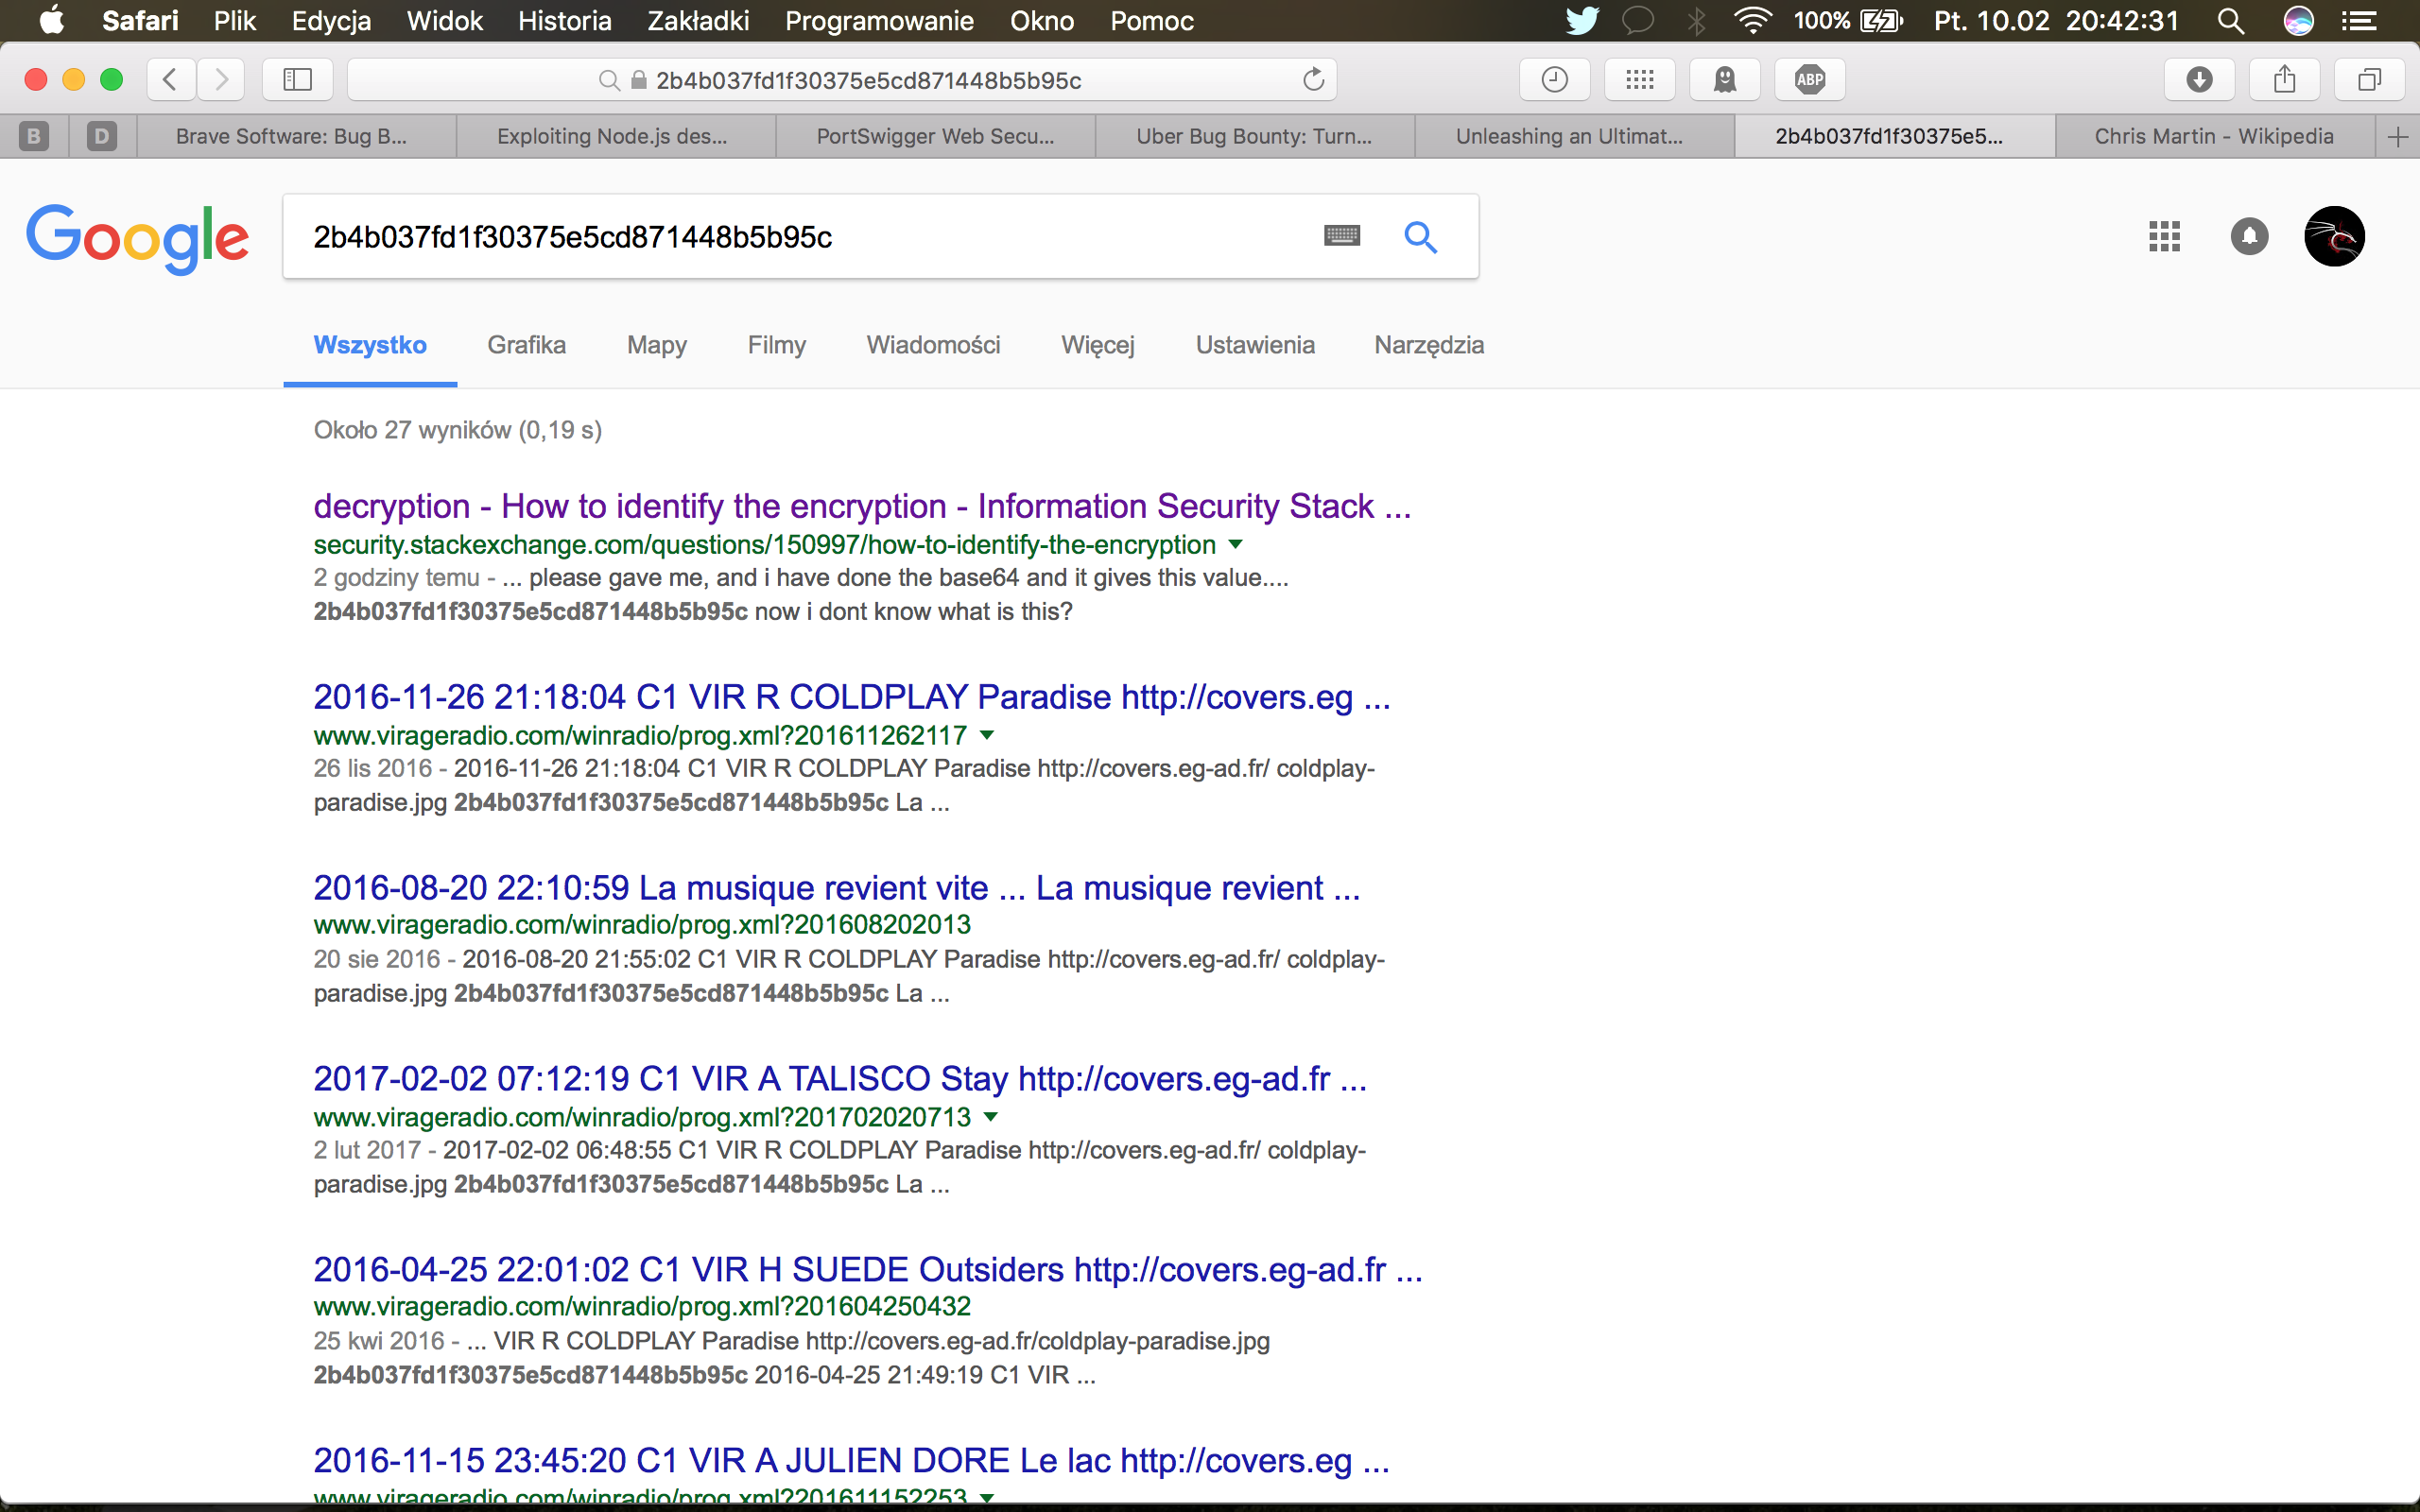 Safari Plik Edycja Widok Historia Zakładki Programowanie Okno Pomoc 100% Pt. 10.02 20:42:31
2b4b037fd1f30375e5cd871448b5b95c ABP
B D Brave Software: Bug B... Exploiting Node.js des... PortSwigger Web Secu... Uber Bug Bounty: Turn... Unleashing an Ultimat... 2b4b037fd1f30375e5... Chris Martin - Wikipedia
Google 2b4b037fd1f30375e5cd871448b5b95c
Wszystko Grafika Mapy Filmy Wiadomości Więcej Ustawienia Narzędzia
Około 27 wyników (0,19 s)
decryption - How to identify the encryption - Information Security Stack ...
security.stackexchange.com/questions/150997/how-to-identify-the-encryption
2 godziny temu - ... please gave me, and i have done the base64 and it gives this value....
2b4b037fd1f30375e5cd871448b5b95c now i dont know what is this?
2016-11-26 21:18:04 C1 VIR R COLDPLAY Paradise http://covers.eg ...
www.virageradio.com/winradio/prog.xml?201611262117
26 lis 2016 - 2016-11-26 21:18:04 C1 VIR R COLDPLAY Paradise http://covers.eg-ad.fr/ coldplay-
paradise.jpg 2b4b037fd1f30375e5cd871448b5b95c La ...
2016-08-20 22:10:59 La musique revient vite ... La musique revient ...
www.virageradio.com/winradio/prog.xml?201608202013
20 sie 2016 - 2016-08-20 21:55:02 C1 VIR R COLDPLAY Paradise http://covers.eg-ad.fr/ coldplay-
paradise.jpg 2b4b037fd1f30375e5cd871448b5b95c La ...
2017-02-02 07:12:19 C1 VIR A TALISCO Stay http://covers.eg-ad.fr ...
www.virageradio.com/winradio/prog.xml?201702020713
2 lut 2017 - 2017-02-02 06:48:55 C1 VIR R COLDPLAY Paradise http://covers.eg-ad.fr/ coldplay-
paradise.jpg 2b4b037fd1f30375e5cd871448b5b95c La ...
2016-04-25 22:01:02 C1 VIR H SUEDE Outsiders http://covers.eg-ad.fr ...
www.virageradio.com/winradio/prog.xml?201604250432
25 kwi 2016 - ... VIR R COLDPLAY Paradise http://covers.eg-ad.fr/coldplay-paradise.jpg
2b4b037fd1f30375e5cd871448b5b95c 2016-04-25 21:49:19 C1 VIR ...
2016-11-15 23:45:20 C1 VIR A JULIEN DORE Le lac http://covers.eg ...
www.virageradio.com/winradio/prog.xml?201611152253